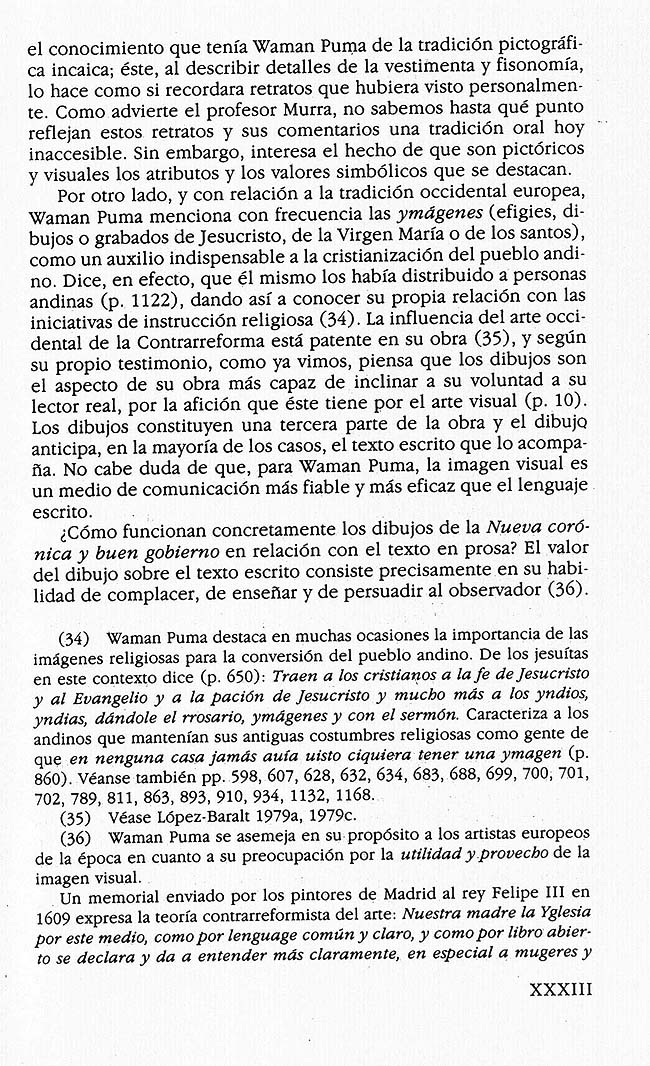 el conocimiento que tenía Waman Puma de la tradición pictográfi-
ca incaica; éste, al describir detalles de la vestimenta y fisonomía,
lo hace como si recordara retratos que hubiera visto personalmen-
te. Como advierte el profesor Murra, no sabemos hasta qué punto
reflejan estos retratos y sus comentarios una tradición oral hoy
inaccesible. Sin embargo, interesa el hecho de que son pictóricos
y visuales los atributos y los valores simbólicos que se destacan.
Por otro lado, y con relación a la tradición occidental europea,
Waman Puma menciona con frecuencia las ymágenes (efigies, di-
bujos o grabados de Jesucristo, de la Virgen María o de los santos),
como un auxilio indispensable a la cristianización del pueblo andi-
no. Dice, en efecto, que él mismo los había distribuido a personas
andinas (p. 1122), dando así a conocer su propia relación con las
iniciativas de instrucción religiosa (34). La influencia del arte occi-
dental de la Contrarreforma está patente en su obra (35), y según
su propio testimonio, como ya vimos, piensa que los dibujos son
el aspecto de su obra más capaz de inclinar a su voluntad a su
lector real, por la afición que éste tiene por el arte visual (p. 10).
Los dibujos constituyen una tercera parte de la obra y el dibujo
anticipa, en la mayoría de los casos, el texto escrito que lo acompa-
ña. No cabe duda de que, para Waman Puma, la imagen visual es
un medio de comunicación más fiable y más eficaz que el lenguaje
escrito.
¿Cómo funcionan concretamente los dibujos de la Nueva coró-
nica y buen gobierno en relación con el texto en prosa? El valor
del dibujo sobre el texto escrito consiste precisamente en su habi-
lidad de complacer, de enseñar y de persuadir al observador (36).
(34) Waman Puma destaca en muchas ocasiones la importancia de las
imágenes religiosas para la conversión del pueblo andino. De los jesuítas
en este contexto dice (p. 650): Traen a los cristianos a la fe de Jesucristo
y al Evangelio y a la pación de Jesucristo y mucho más a los yndios,
yndias, dándole el rrosario, ymágenes y con el sermón. Caracteriza a los
andinos que mantenían sus antiguas costumbres religiosas como gente de
que en nenguna casa jamás auía uisto ciquiera tener una ymagen (p.
860). Véanse también pp. 598, 607, 628, 632, 634, 683, 688, 699, 700, 701,
702, 789, 811, 863, 893, 910, 934, 1132, 1168.
(35) Véase López-Baralt 1979a, 1979c.
(36) Waman Puma se asemeja en su propósito a los artistas europeos
de la época en cuanto a su preocupación por la utilidad y provecho de la
imagen visual.
Un memorial enviado por los pintores de Madrid al rey Felipe III en
1609 expresa la teoría contrarreformista del arte: Nuestra madre la Yglesia
por este medio, como por lenguage común y claro, y como por libro abier-
to se declara y da a entender más claramente, en especial a mugeres y
XXXIII